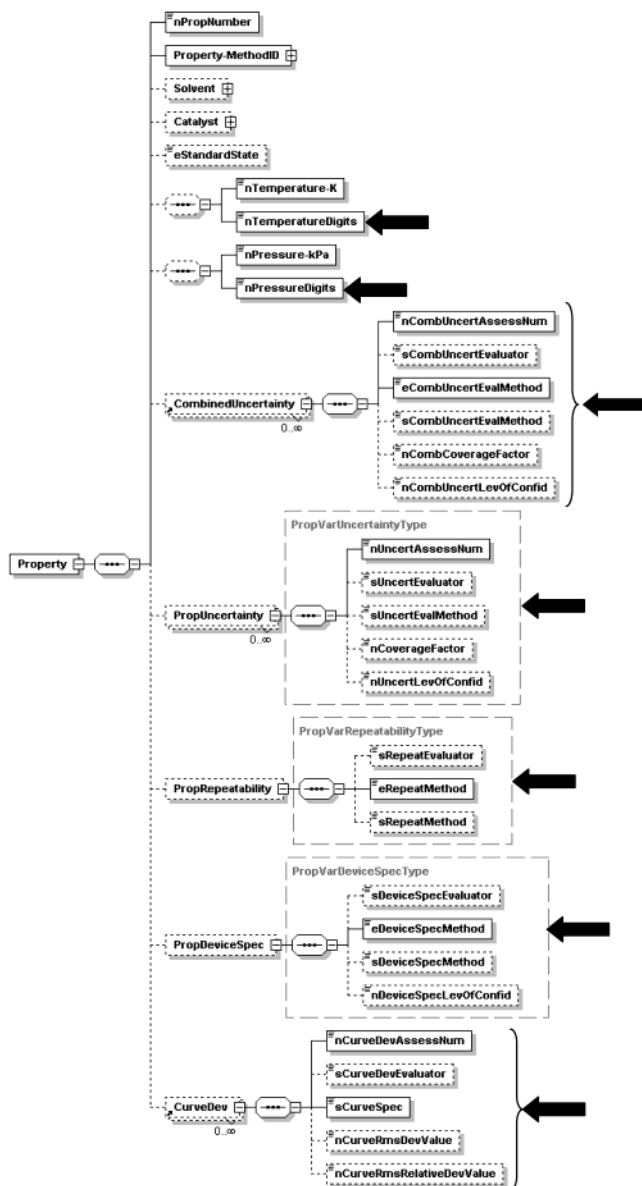 nPropNumber
Property-MethodID
Solvent
Catalyst
eStandardState
nTemperature-K
nTemperatureDigits
nPressure-kPa
nPressureDigits
nCombUncertAssessNum
sCombUncertEvaluator
eCombUncertEvalMethod
CombinedUncertainty
0..∞
sCombUncertEvalMethod
nCombCoverageFactor
nCombUncertLevOfConfid
Property
PropVarUncertaintyType
nUncertAssessNum
sUncertEvaluator
PropUncertainty
0..∞
sUncertEvalMethod
nCoverageFactor
nUncertLevOfConfid
PropVarRepeatabilityType
sRepeatEvaluator
PropRepeatability
eRepeatMethod
sRepeatMethod
PropVarDeviceSpecType
sDeviceSpecEvaluator
eDeviceSpecMethod
PropDeviceSpec
sDeviceSpecMethod
nDeviceSpecLevOfConfid
nCurveDevAssessNum
sCurveDevEvaluator
CurveDev
0..∞
sCurveSpec
nCurveRmsDevValue
nCurveRmsRelativeDevValue